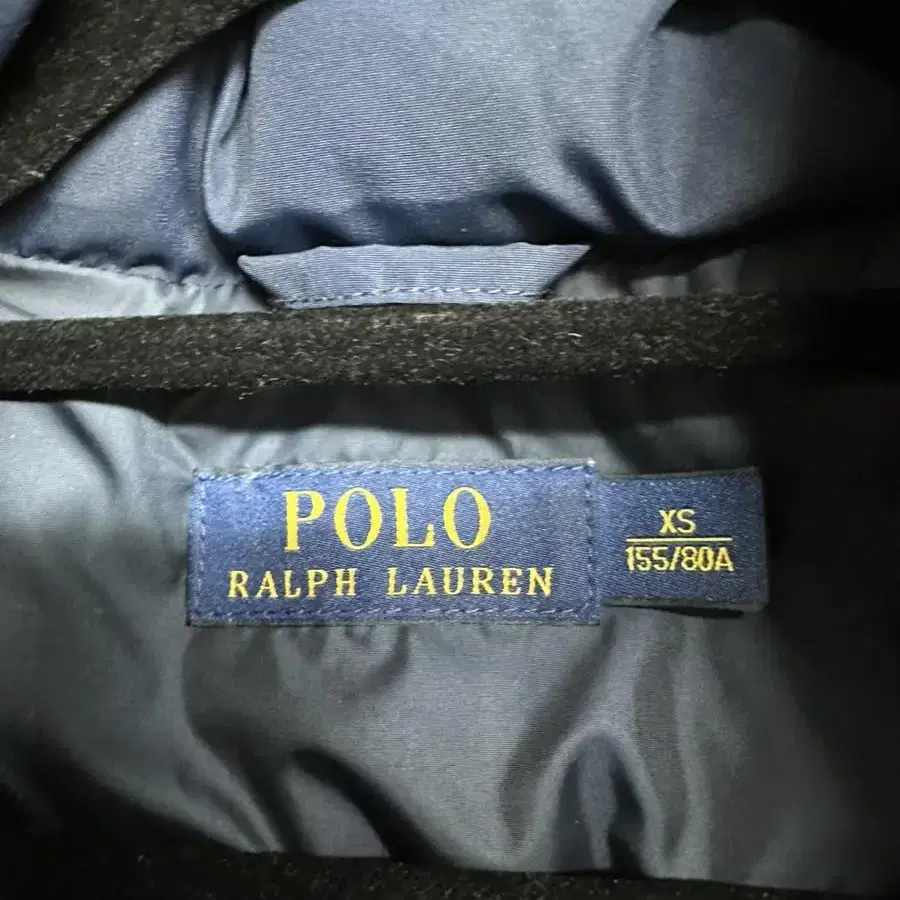 POLO
RALPH LAUREN
XS
155/80A